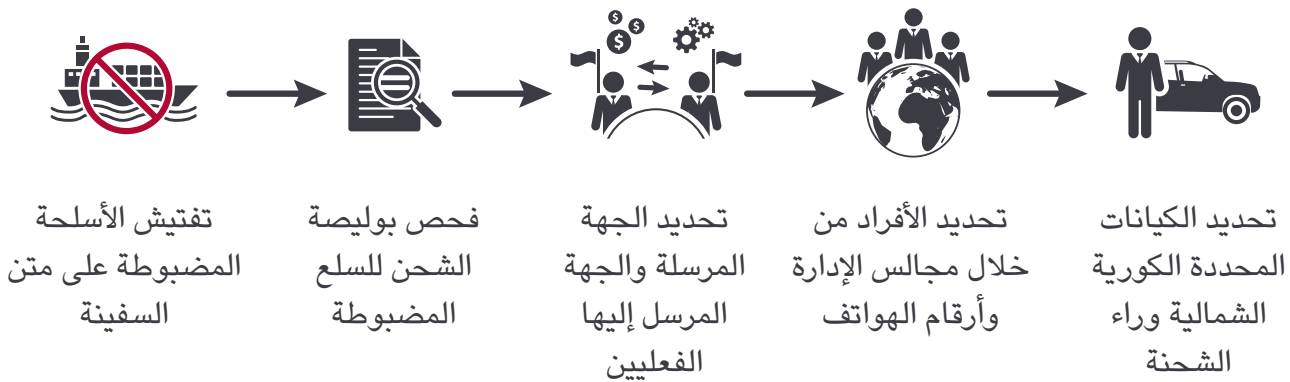 تفتيش الأسلحة
المضبوطة على متن
السفينة
فحص بوليصة
الشحن للسلع
المضبوطة
تحديد الجهة
المرسلة والجهة
المرسل إليها
الفعليين
تحديد الأفراد من
خلال مجالس الإدارة
وأرقام الهواتف
تحديد الكيانات
المحددة الكورية
الشمالية وراء
الشحنة